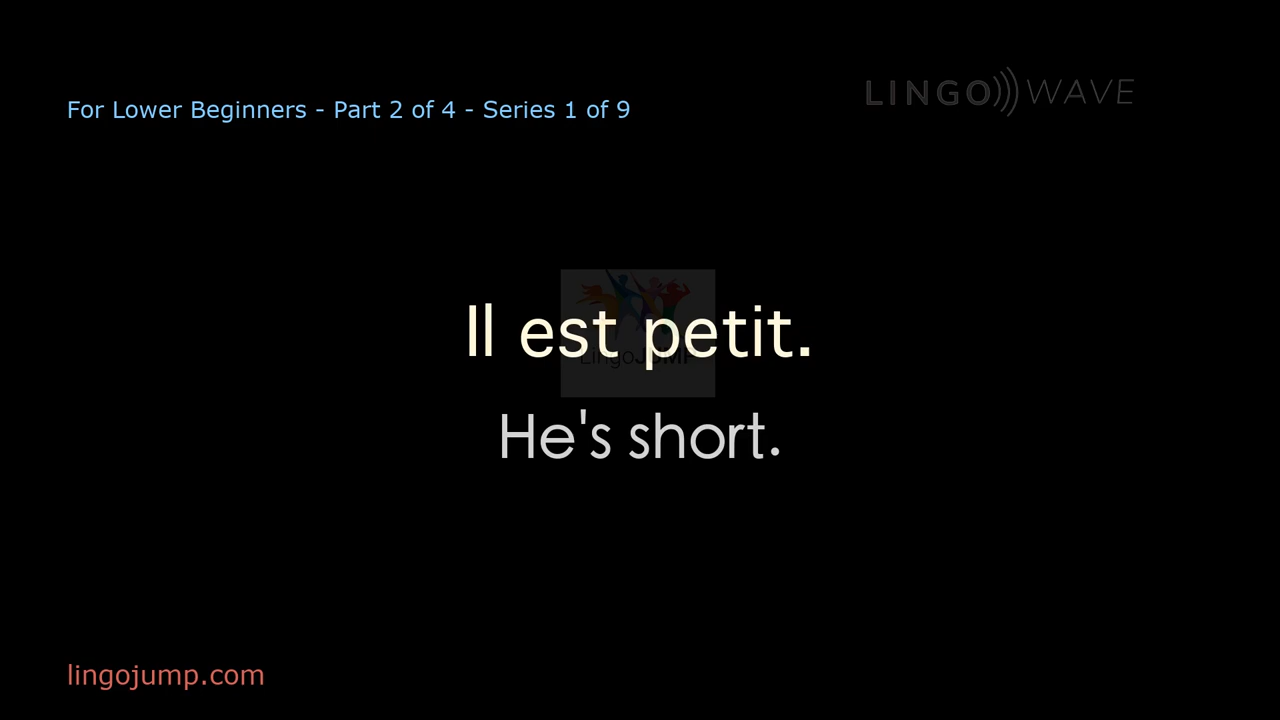 For Lower Beginners - Part 2 of 4 - Series 1 of 9
LINGO WAVE
Il est petit.
LingoJUMP
He's short.
lingojump.com